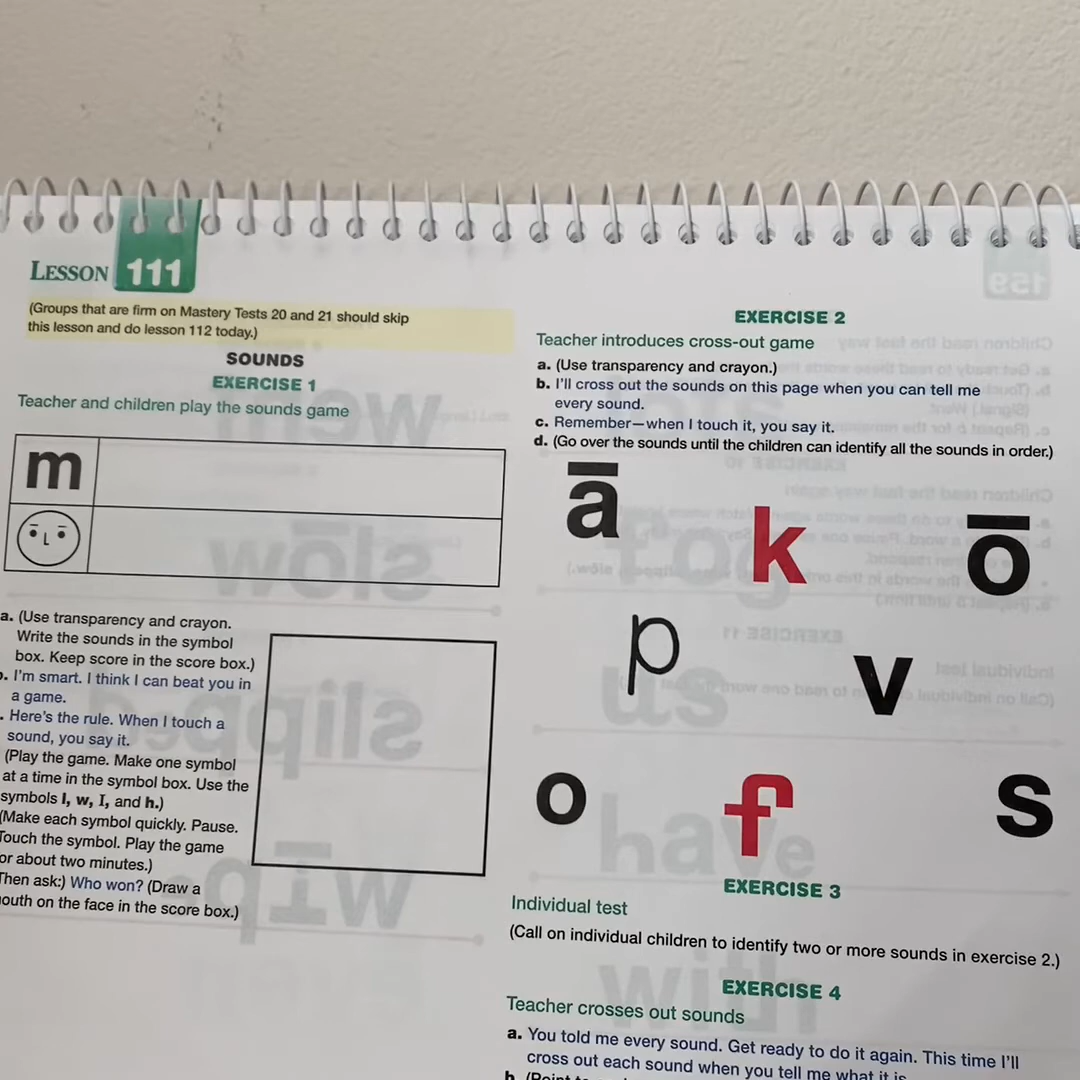 LESSON 111
(Groups that are firm on Mastery Tests 20 and 21 should skip
this lesson and do lesson 112 today.)
SOUNDS
EXERCISE 1
Teacher and children play the sounds game
m
a. (Use transparency and crayon.
Write the sounds in the symbol
box. Keep score in the score box.)
I'm smart. I think I can beat you in
a game.
Here's the rule. When I touch a
sound, you say it.
(Play the game. Make one symbol
at a time in the symbol box. Use the
symbols l, w, I, and h.)
(Make each symbol quickly. Pause.
Touch the symbol. Play the game
for about two minutes.)
Then ask:) Who won? (Draw a
mouth on the face in the score box.)
EXERCISE 2
Teacher introduces cross-out game
a. (Use transparency and crayon.)
b. I'll cross out the sounds on this page when you can tell me
every sound.
c. Remember—when I touch it, you say it.
d. (Go over the sounds until the children can identify all the sounds in order.)
ā k ō
p v
o f s
EXERCISE 3
Individual test
(Call on individual children to identify two or more sounds in exercise 2.)
EXERCISE 4
Teacher crosses out sounds
a. You told me every sound. Get ready to do it again. This time I'll
cross out each sound when you tell me what it is.